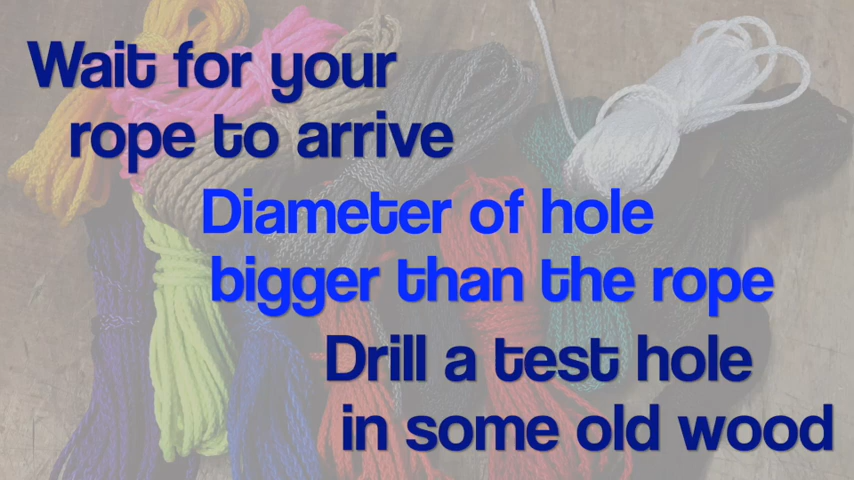 Wait for your
rope to arrive
Diameter of hole
bigger than the rope
Drill a test hole
in some old wood